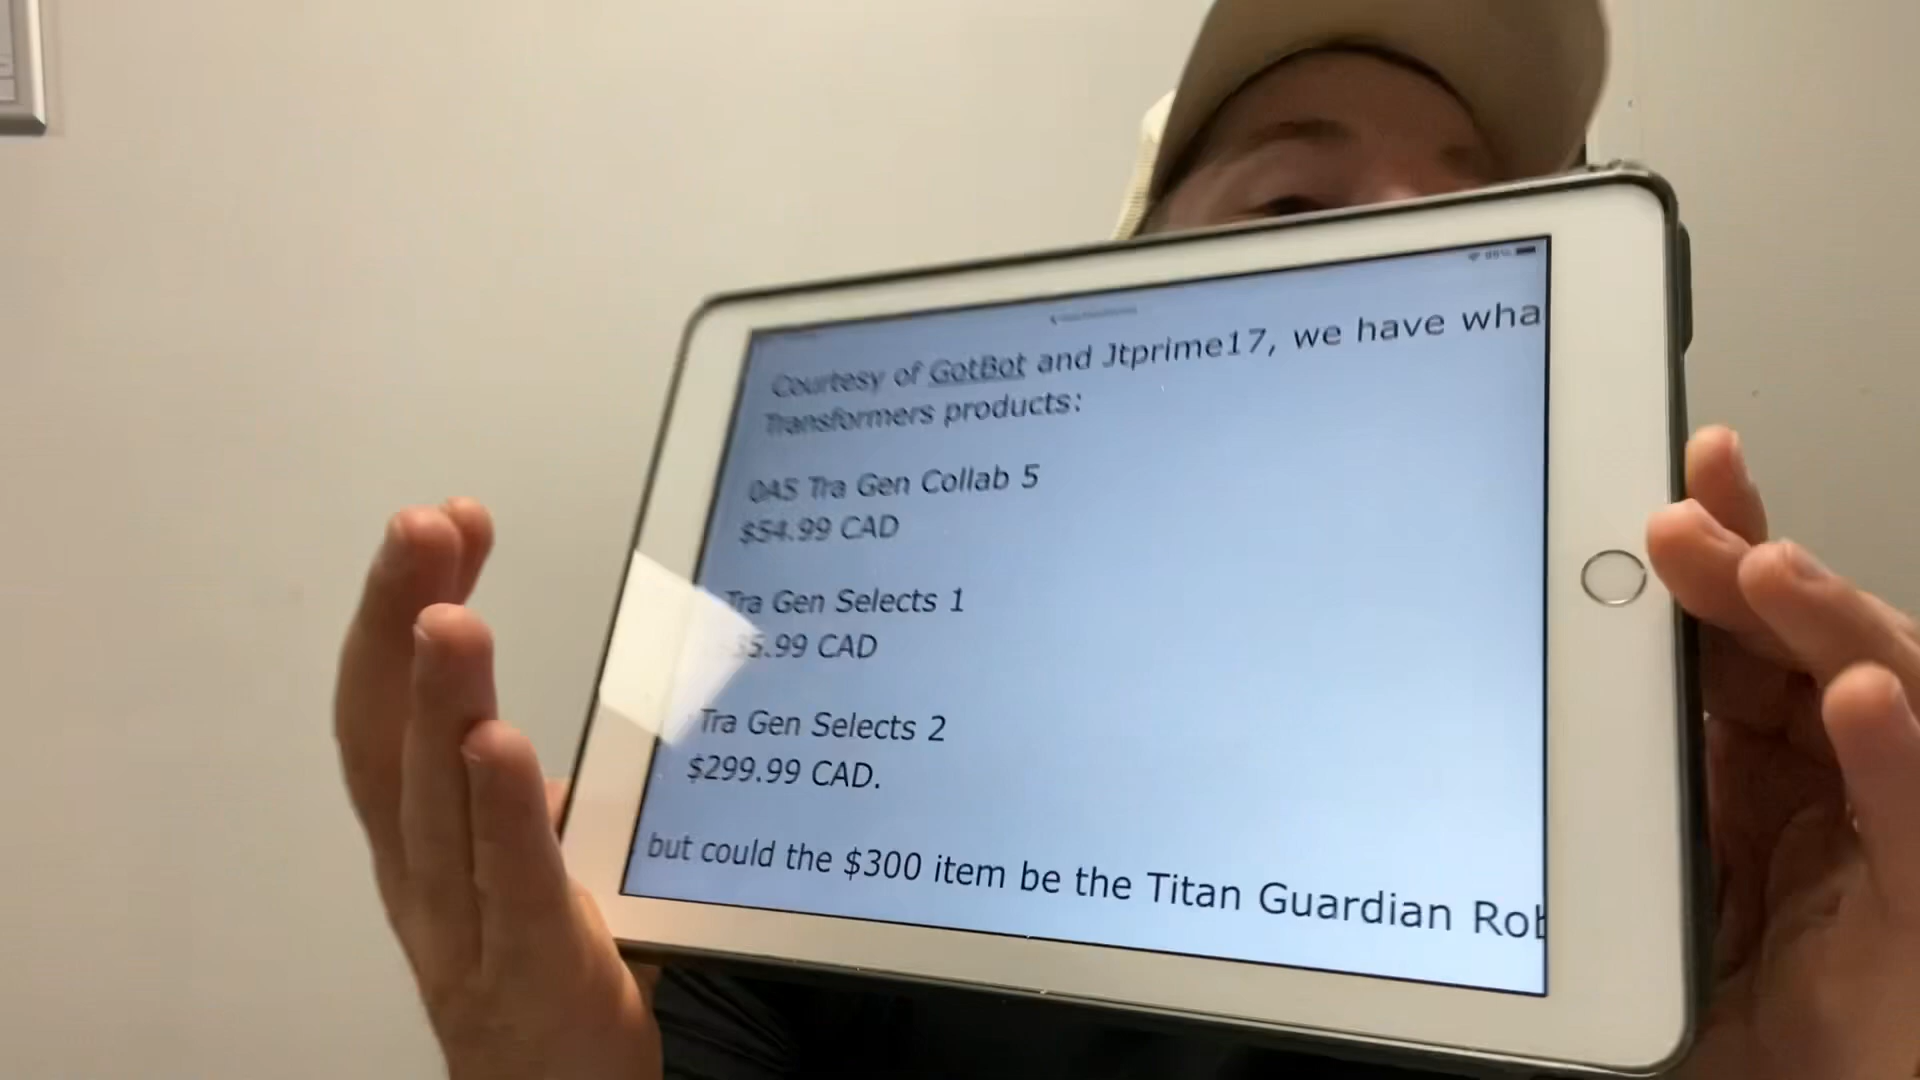 Courtesy of GotBot and Jtprime17, we have wha
Transformers products:
0A5 Tra Gen Collab 5
$54.99 CAD
Tra Gen Selects 1
35.99 CAD
Tra Gen Selects 2
$299.99 CAD.
but could the $300 item be the Titan Guardian Rob